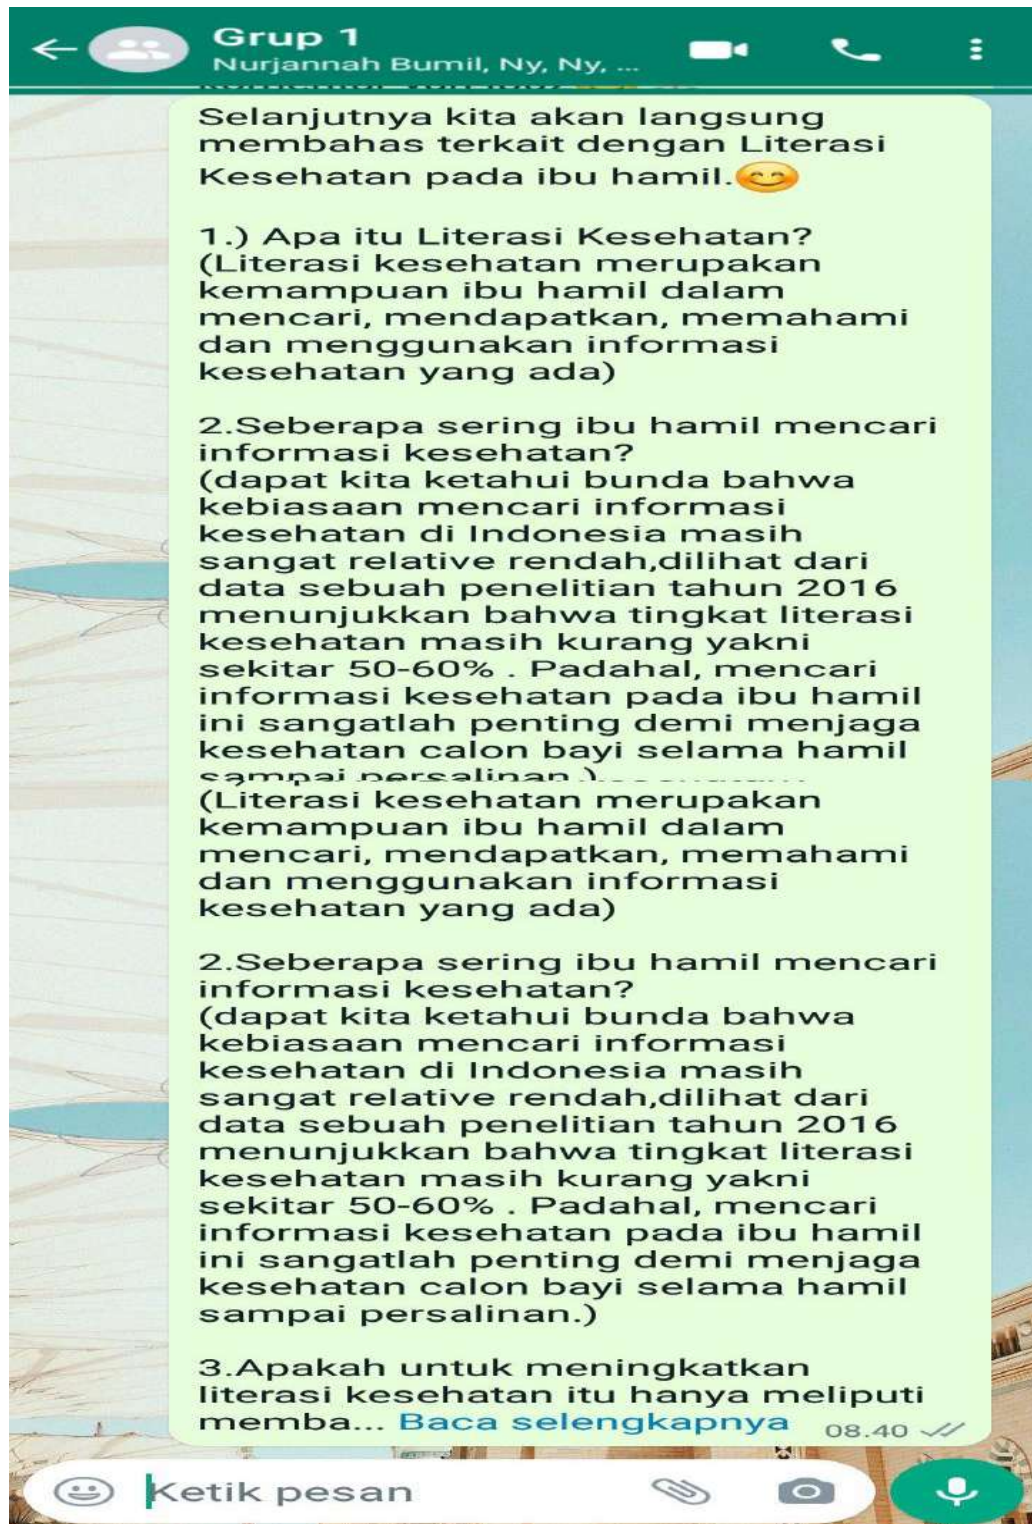 Grup 1
Nurjannah Bumil, Ny, Ny, ...
Selanjutnya kita akan langsung
membahas terkait dengan Literasi
Kesehatan pada ibu hamil.😊
1.) Apa itu Literasi Kesehatan?
(Literasi kesehatan merupakan
kemampuan ibu hamil dalam
mencari, mendapatkan, memahami
dan menggunakan informasi
kesehatan yang ada)
2.Seberapa sering ibu hamil mencari
informasi kesehatan?
(dapat kita ketahui bunda bahwa
kebiasaan mencari informasi
kesehatan di Indonesia masih
sangat relative rendah,dilihat dari
data sebuah penelitian tahun 2016
menunjukkan bahwa tingkat literasi
kesehatan masih kurang yakni
sekitar 50-60% . Padahal, mencari
informasi kesehatan pada ibu hamil
ini sangatlah penting demi menjaga
kesehatan calon bayi selama hamil
sampai persalinan.)
(Literasi kesehatan merupakan
kemampuan ibu hamil dalam
mencari, mendapatkan, memahami
dan menggunakan informasi
kesehatan yang ada)
2.Seberapa sering ibu hamil mencari
informasi kesehatan?
(dapat kita ketahui bunda bahwa
kebiasaan mencari informasi
kesehatan di Indonesia masih
sangat relative rendah,dilihat dari
data sebuah penelitian tahun 2016
menunjukkan bahwa tingkat literasi
kesehatan masih kurang yakni
sekitar 50-60% . Padahal, mencari
informasi kesehatan pada ibu hamil
ini sangatlah penting demi menjaga
kesehatan calon bayi selama hamil
sampai persalinan.)
3.Apakah untuk meningkatkan
literasi kesehatan itu hanya meliputi
memba... Baca selengkapnya
08.40
Ketik pesan